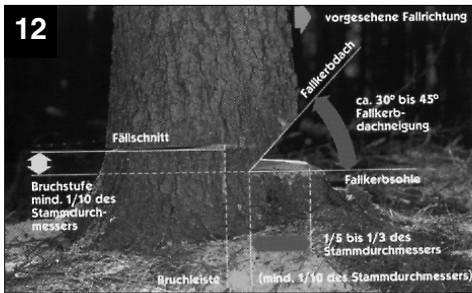 12
vorgesehene Fallrichtung
Fallkerbdach
ca. 30° bis 45°
Fallkerb-
dachneigung
Fällschnitt
Bruchstufe
mind. 1/10 des
Stammdurch-
messers
Fallkerbsohle
1/5 bis 1/3 des
Stammdurchmessers
Bruchleiste
(mind. 1/10 des Stammdurchmessers)